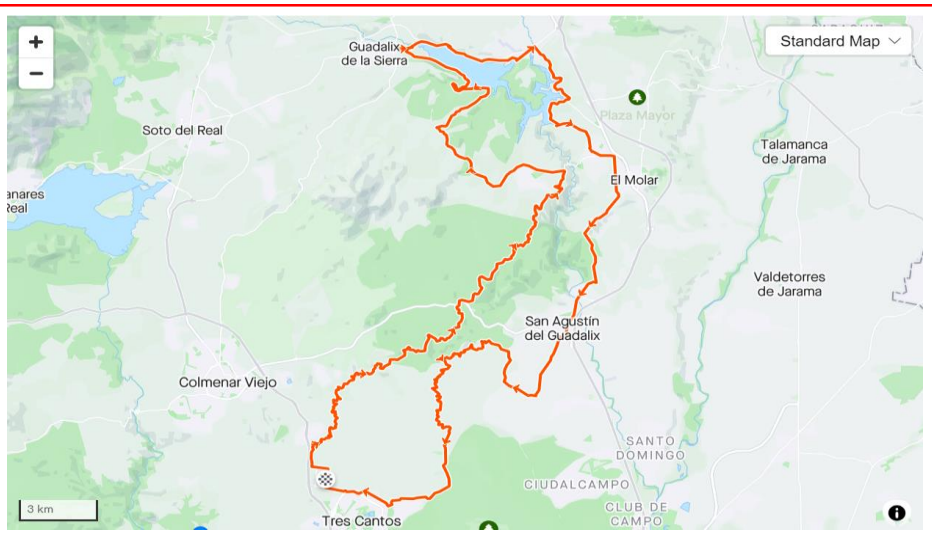 +
−
Standard Map
Guadalix
de la Sierra
Plaza Mayor
Soto del Real
Talamanca
de Jarama
El Molar
anares
Real
Valdetorres
de Jarama
San Agustín
del Guadalix
Colmenar Viejo
SANTO
DOMINGO
CIUDALCAMPO
CLUB DE
CAMPO
3 km
Tres Cantos
i